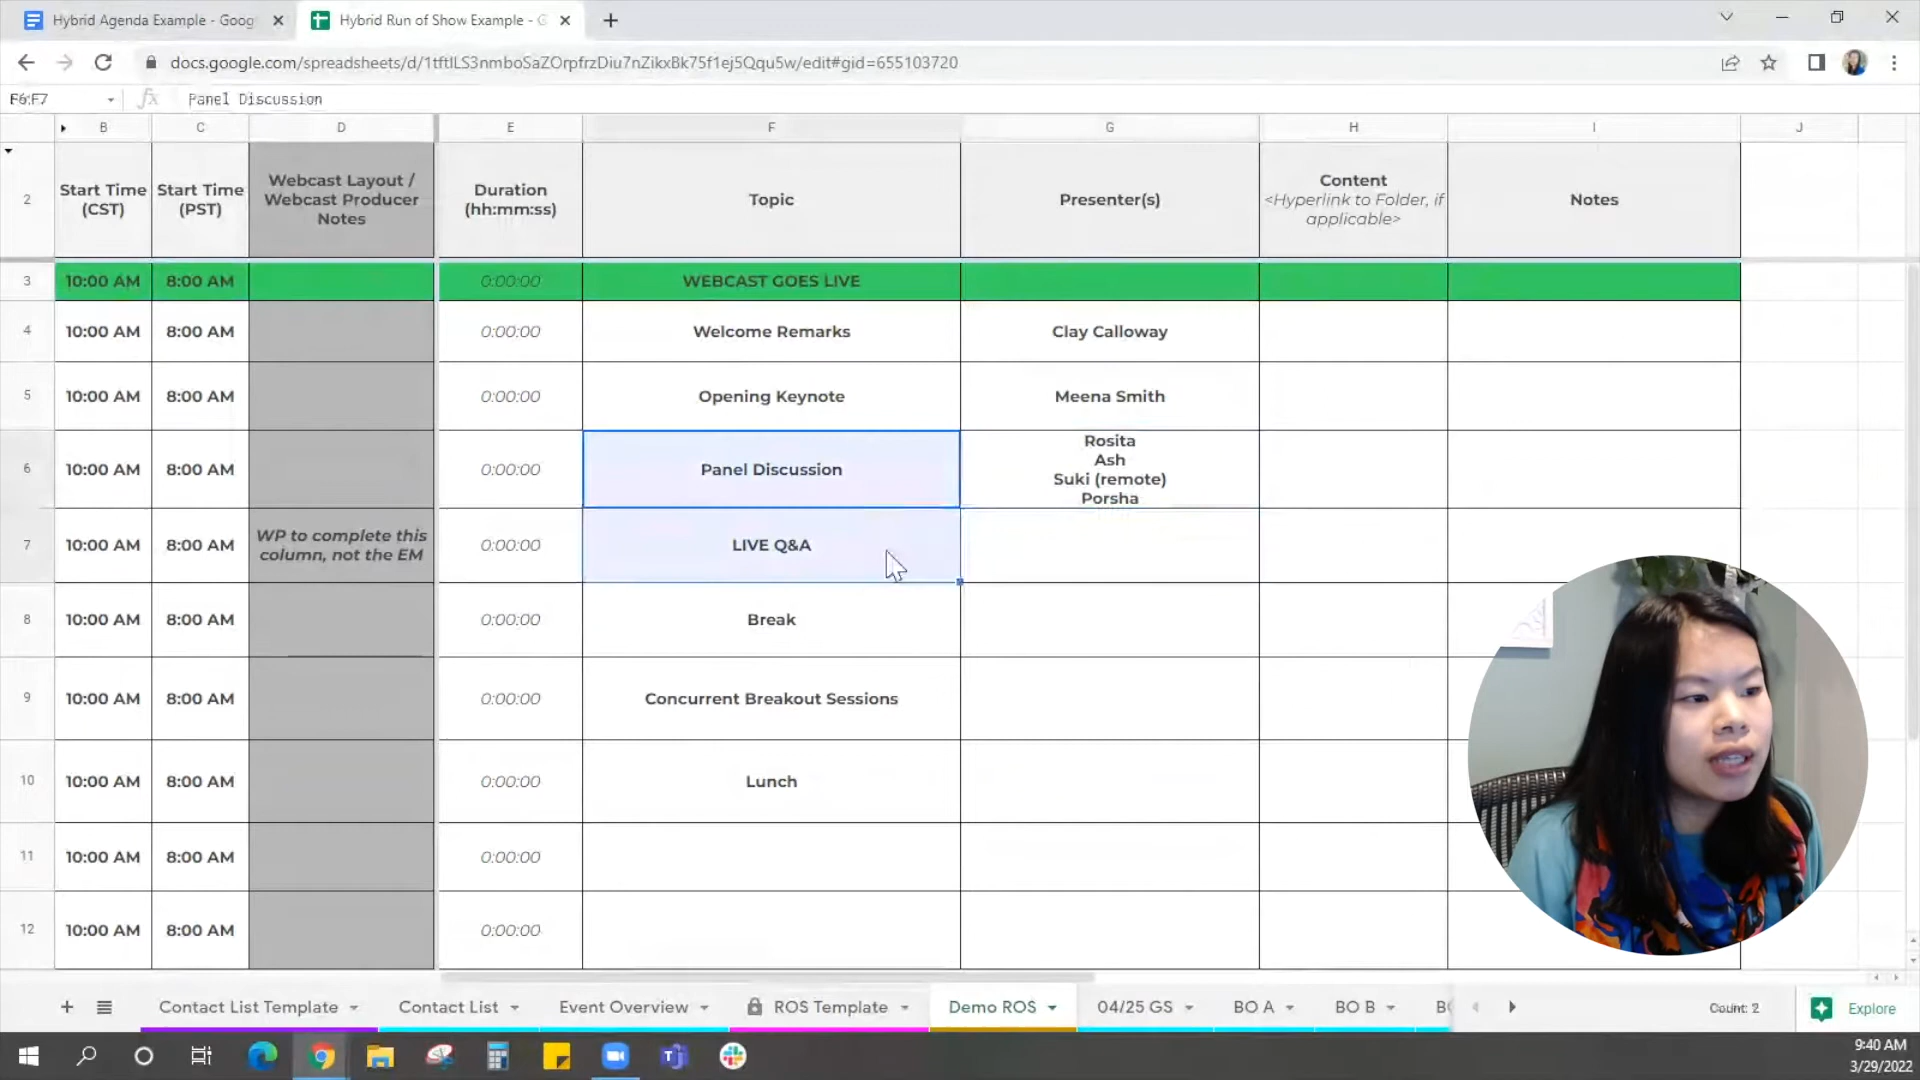 Hybrid Agenda Example - Goog
Hybrid Run of Show Example - G
docs.google.com/spreadsheets/d/1tftlLS3nmboSaZOrpfrzDiu7nZikxBk75f1ej5Qqu5w/edit#gid=655103720
F6:F7
fx
Panel Discussion
B C D E F G H I J
2
Start Time
(CST)
Start Time
(PST)
Webcast Layout /
Webcast Producer
Notes
Duration
(hh:mm:ss)
Topic
Presenter(s)
Content
<Hyperlink to Folder, if
applicable>
Notes
3 10:00 AM 8:00 AM 0:00:00 WEBCAST GOES LIVE
4 10:00 AM 8:00 AM 0:00:00 Welcome Remarks Clay Calloway
5 10:00 AM 8:00 AM 0:00:00 Opening Keynote Meena Smith
6 10:00 AM 8:00 AM 0:00:00 Panel Discussion
Rosita
Ash
Suki (remote)
Porsha
7 10:00 AM 8:00 AM
WP to complete this
column, not the EM
0:00:00 LIVE Q&A
8 10:00 AM 8:00 AM 0:00:00 Break
9 10:00 AM 8:00 AM 0:00:00 Concurrent Breakout Sessions
10 10:00 AM 8:00 AM 0:00:00 Lunch
11 10:00 AM 8:00 AM 0:00:00
12 10:00 AM 8:00 AM 0:00:00
Contact List Template Contact List Event Overview ROS Template Demo ROS 04/25 GS BO A BO B BO
Count: 2
Explore
9:40 AM
3/29/2022